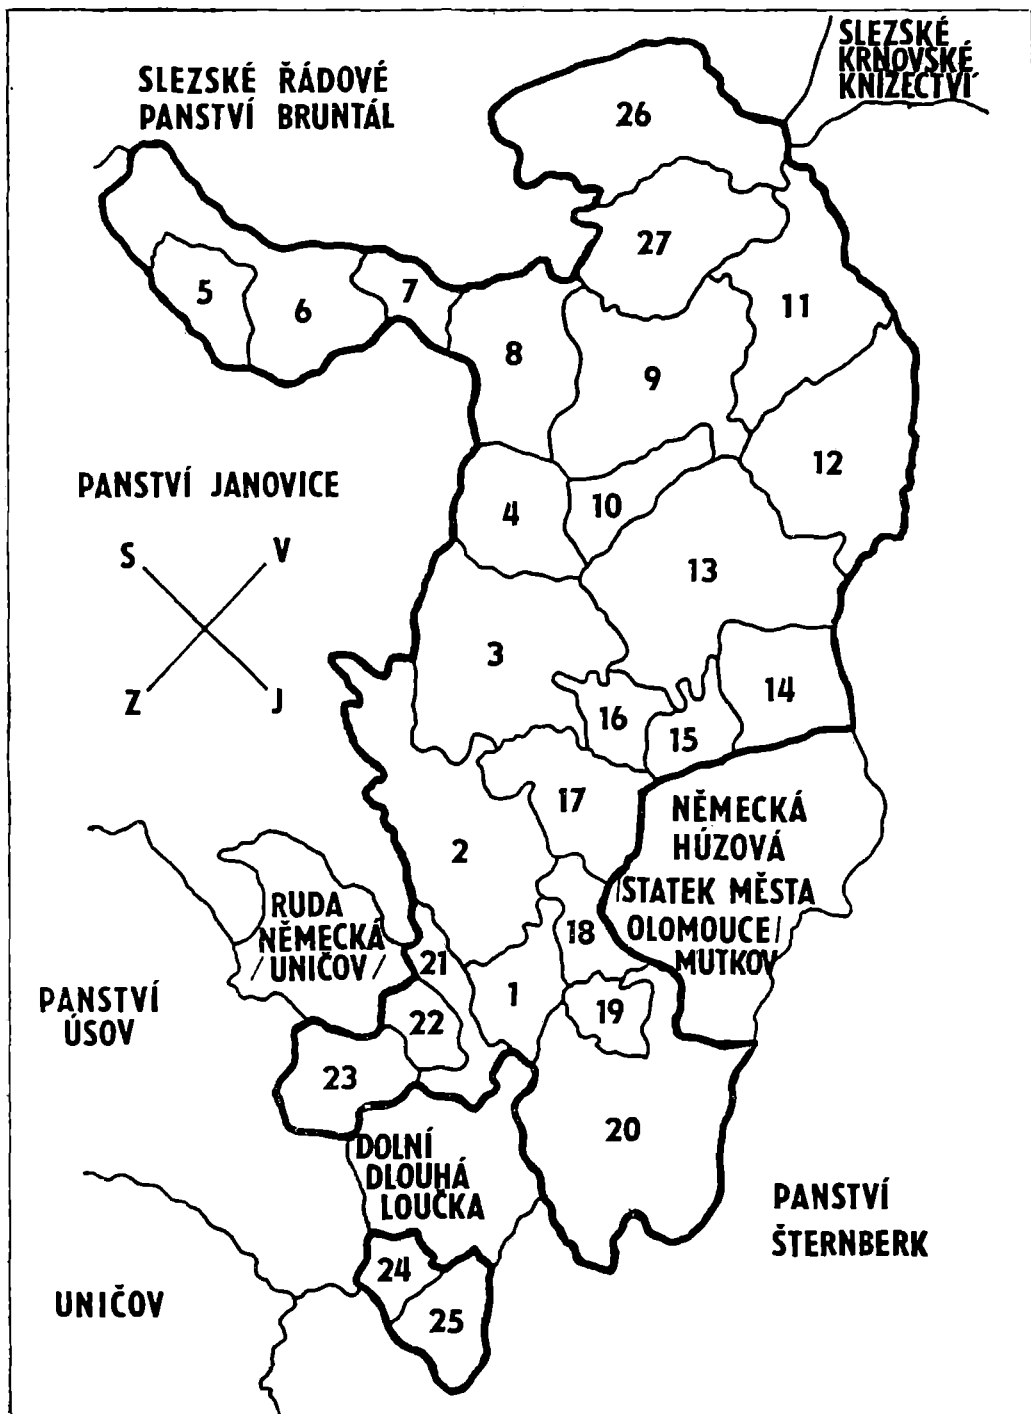 SLEZSKÉ ŘÁDOVÉ
PANSTVÍ BRUNTÁL
SLEZSKÉ
KRNOVSKÉ
KNÍŽECTVÍ
26
27
5
6
7
11
8
9
12
PANSTVÍ JANOVICE
4
10
S
V
13
3
Z
J
14
16
15
17
NĚMECKÁ
HÚZOVÁ
/STATEK MĚSTA
OLOMOUCE/
MUTKOV
2
RUDA
NĚMECKÁ
/UNIČOV/
18
21
1
19
22
PANSTVÍ
ÚSOV
23
20
DOLNÍ
DLOUHÁ
LOUČKA
PANSTVÍ
ŠTERNBERK
24
UNIČOV
25